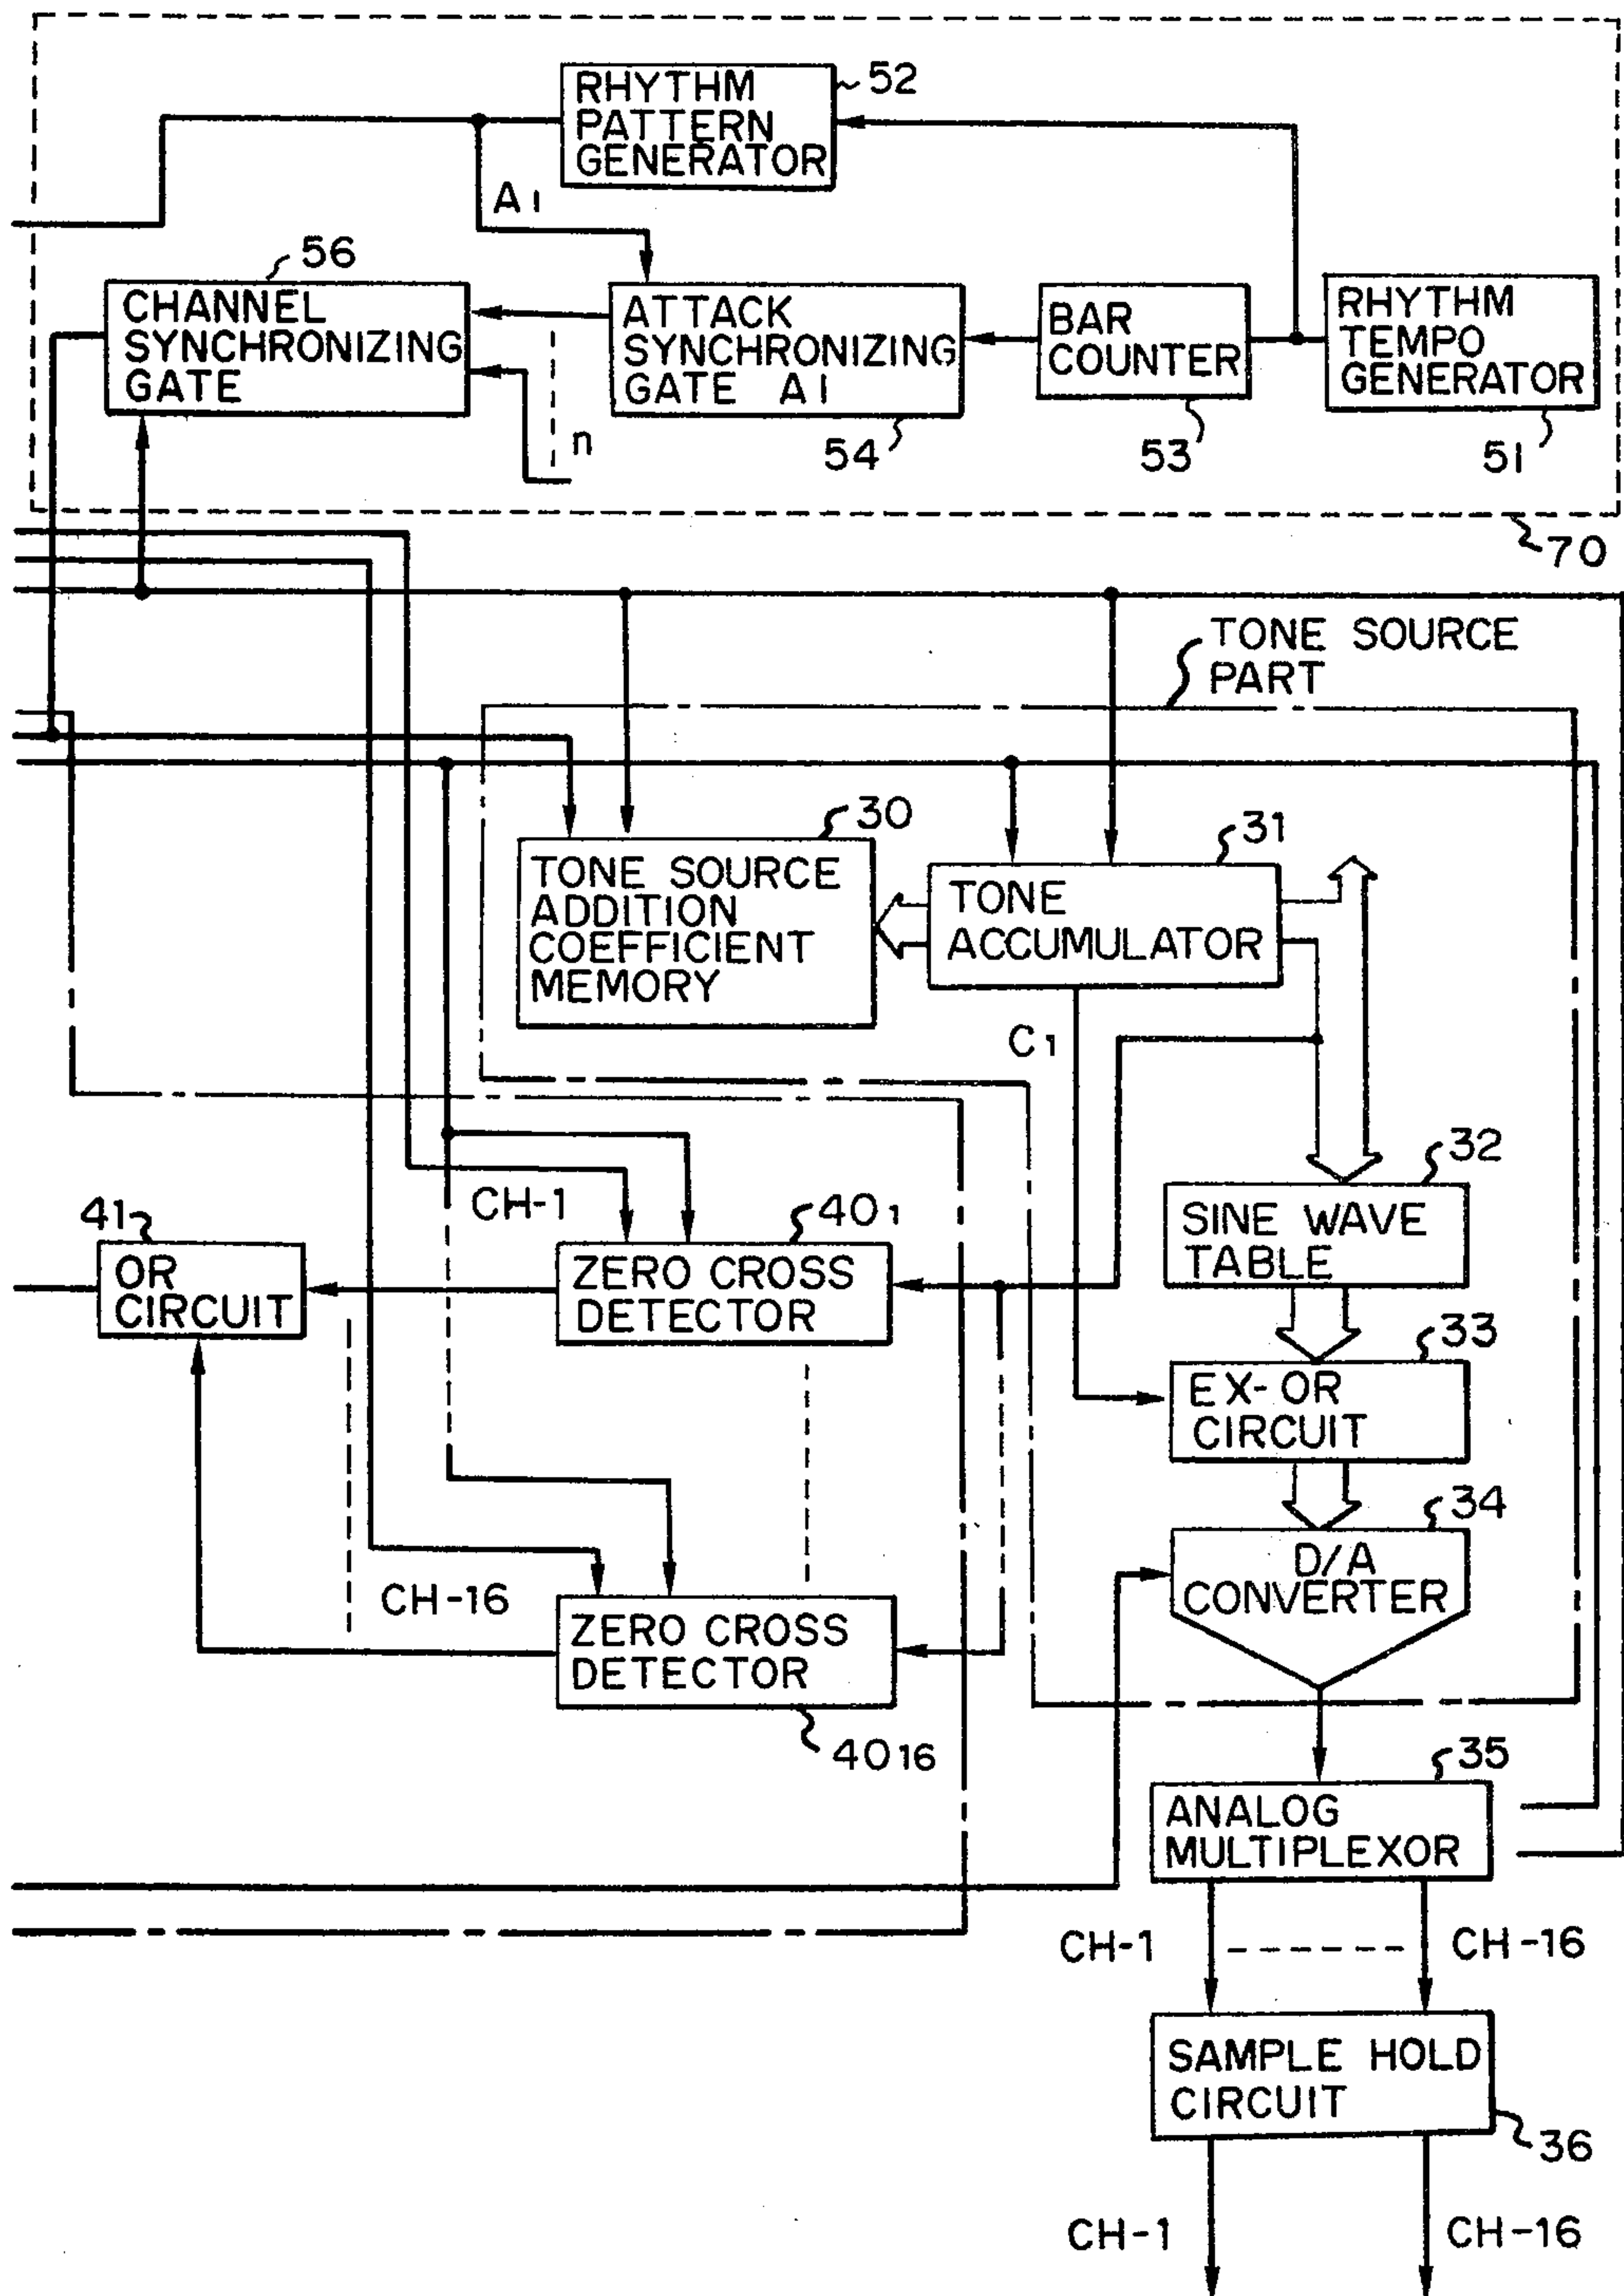 RHYTHM
PATTERN
GENERATOR
52
A1
56
CHANNEL
SYNCHRONIZING
GATE
ATTACK
SYNCHRONIZING
GATE A1
BAR
COUNTER
RHYTHM
TEMPO
GENERATOR
n
54
53
51
70
TONE SOURCE
PART
30
31
TONE SOURCE
ADDITION
COEFFICIENT
MEMORY
TONE
ACCUMULATOR
C1
32
CH-1
401
41
SINE WAVE
TABLE
OR
CIRCUIT
ZERO CROSS
DETECTOR
33
EX-OR
CIRCUIT
34
D/A
CONVERTER
CH-16
ZERO CROSS
DETECTOR
4016
35
ANALOG
MULTIPLEXOR
CH-1
CH-16
SAMPLE HOLD
CIRCUIT
36
CH-1
CH-16